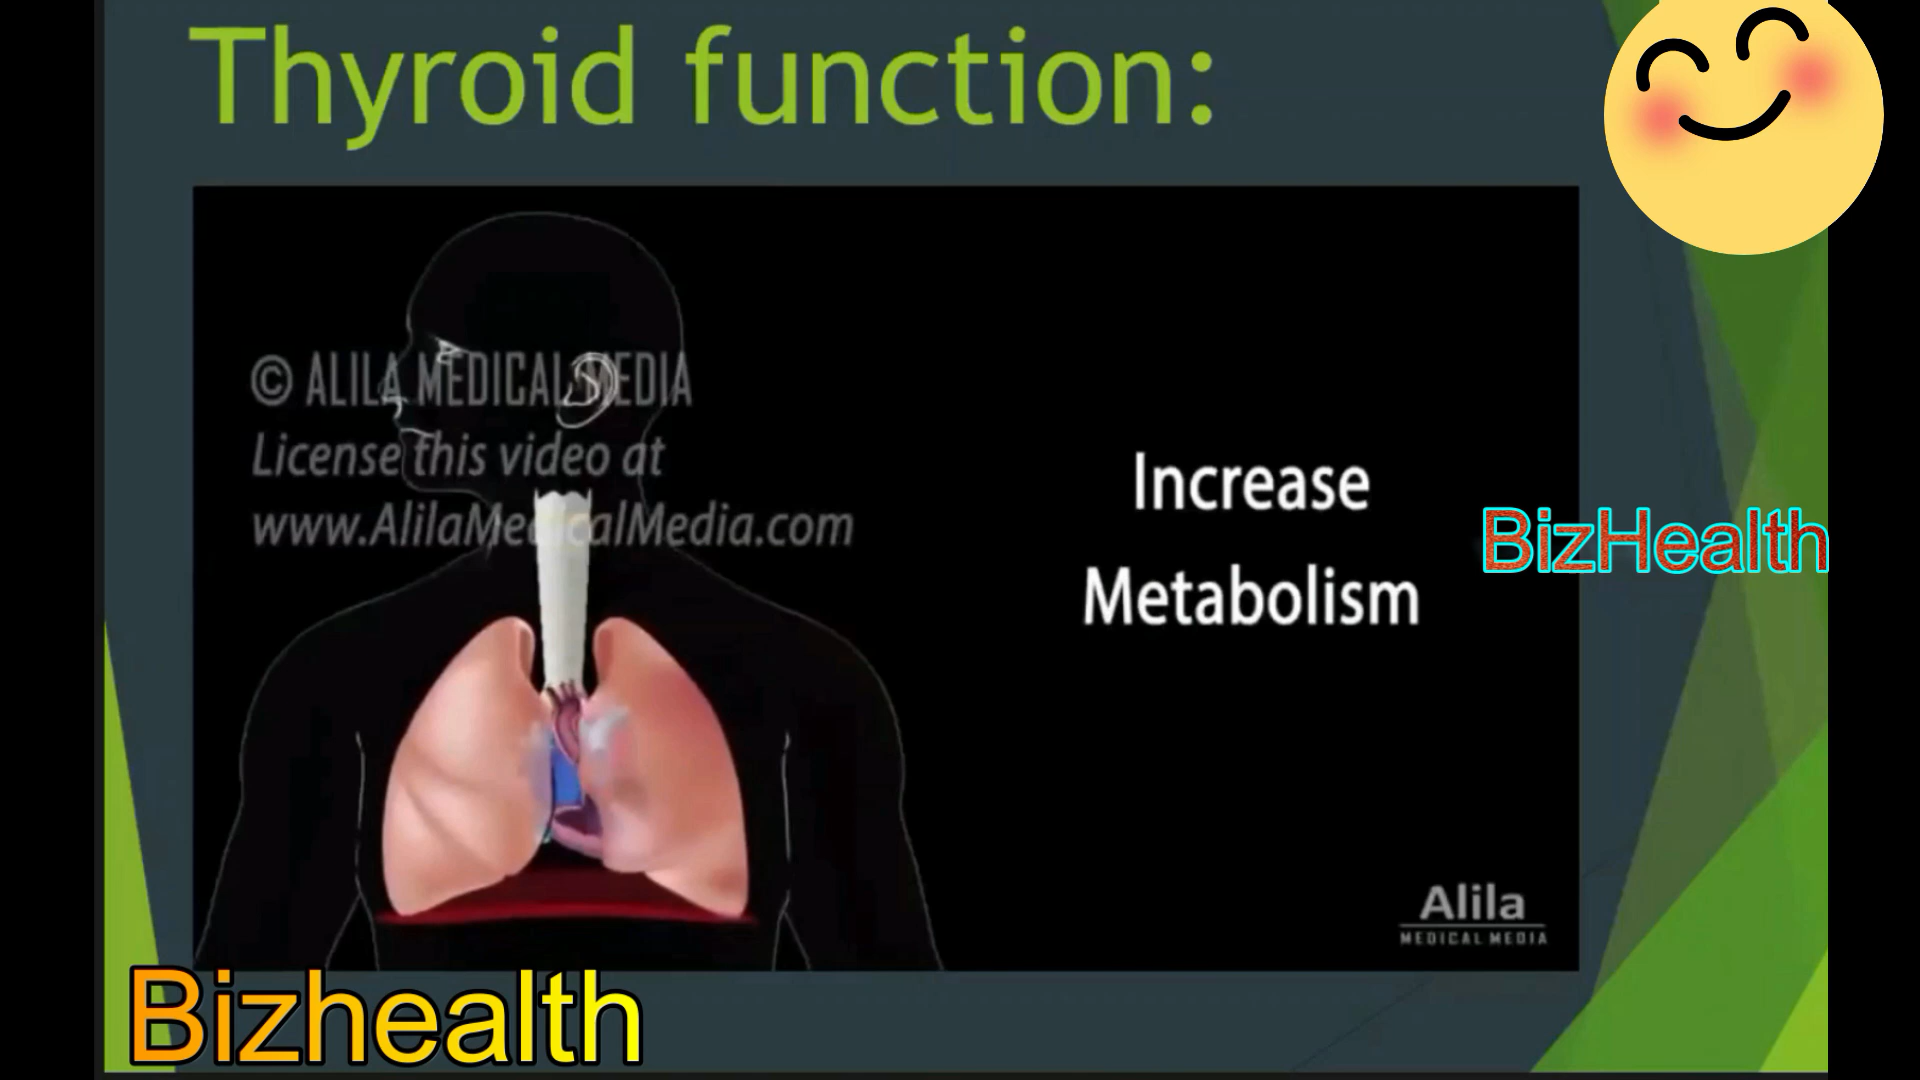 Thyroid function:
© ALILA MEDICAL MEDIA
License this video at
www.AlilaMedicalMedia.com
Increase
Metabolism
BizHealth
Alila
MEDICAL MEDIA
Bizhealth